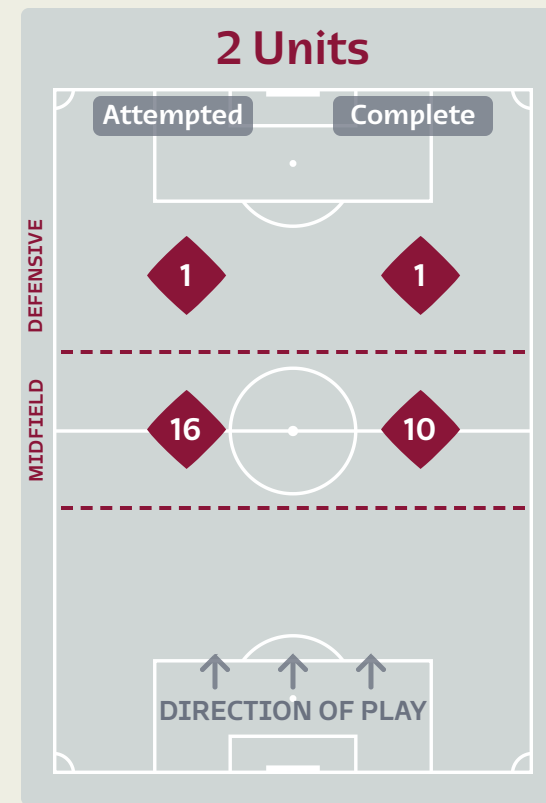 2 Units
Attempted Complete
DEFENSIVE
1 1
MIDFIELD
16 10
DIRECTION OF PLAY